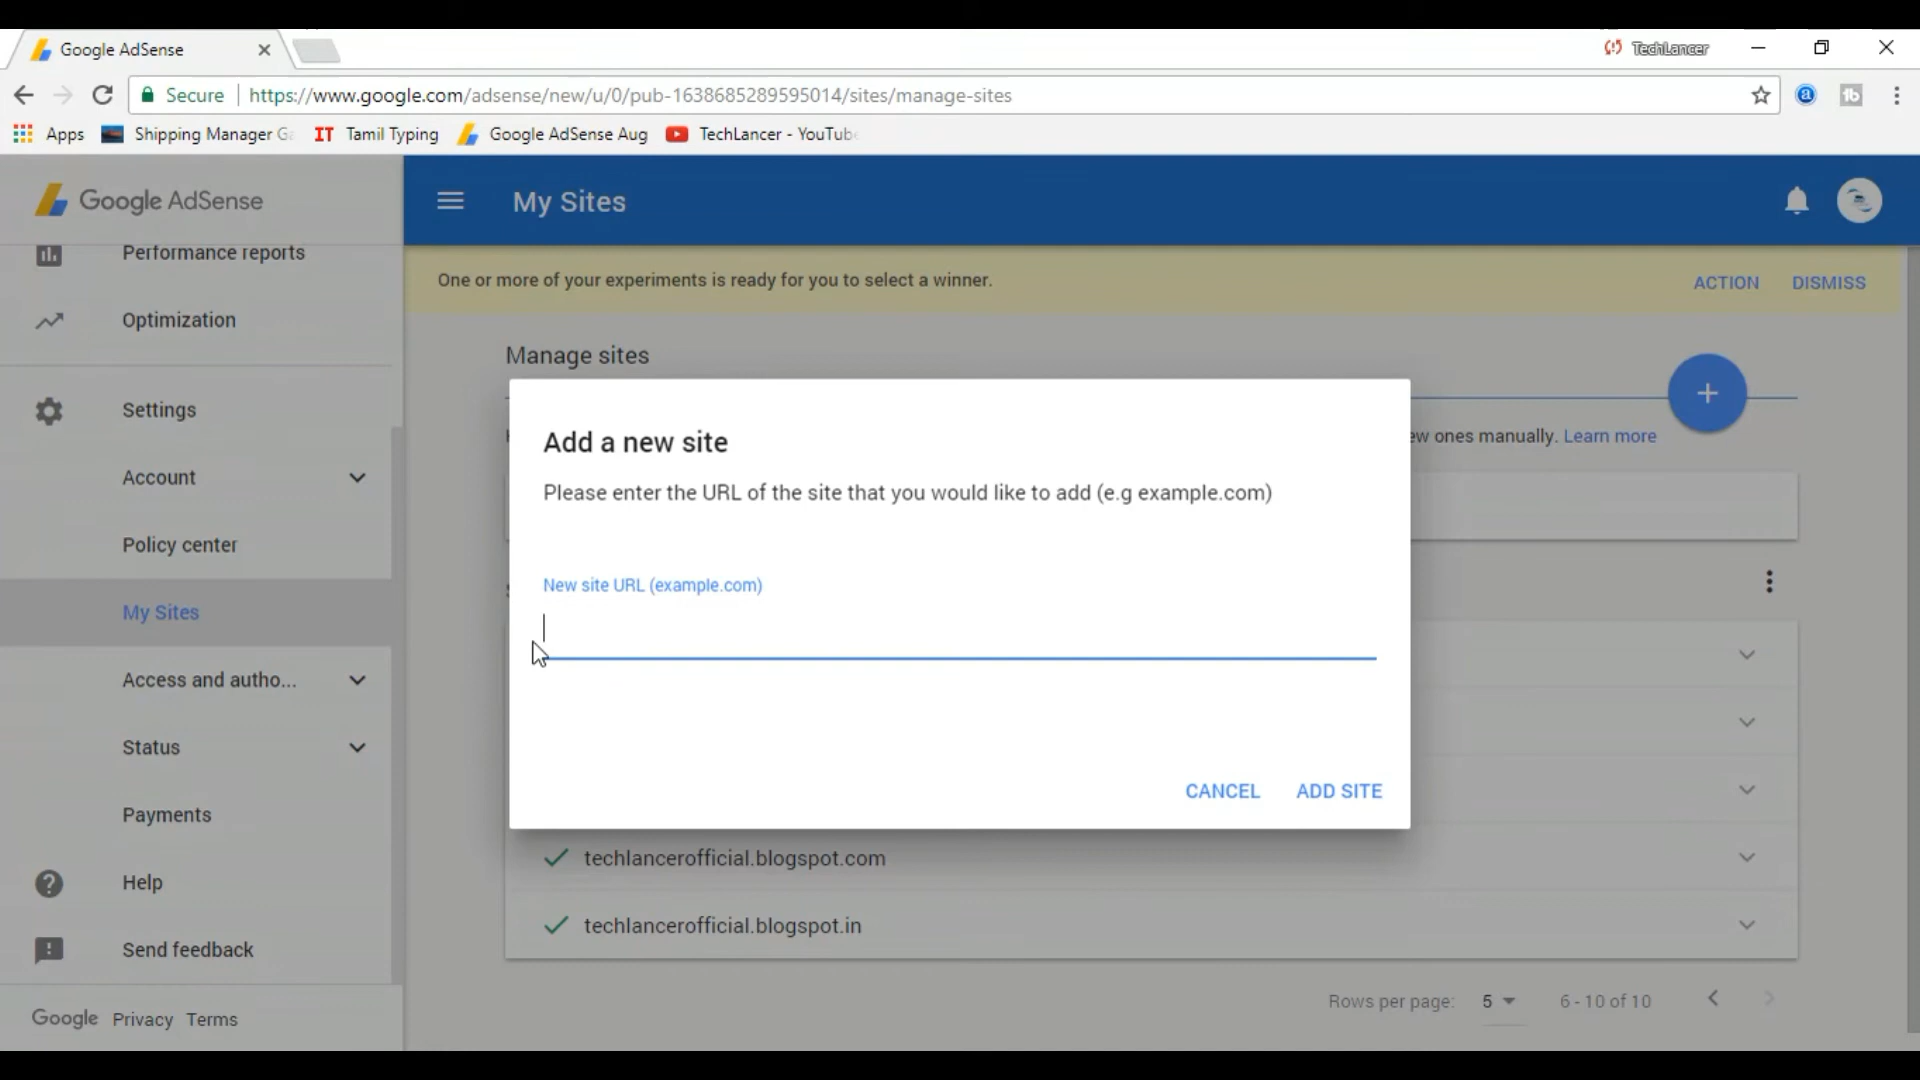 Google AdSense
TechLancer
Secure https://www.google.com/adsense/new/u/0/pub-1638685289595014/sites/manage-sites
Apps Shipping Manager Ga IT Tamil Typing Google AdSense Aug TechLancer - YouTube
Google AdSense
My Sites
Performance reports
One or more of your experiments is ready for you to select a winner.
ACTION DISMISS
Optimization
Manage sites
Settings
ew ones manually. Learn more
Add a new site
Account
Please enter the URL of the site that you would like to add (e.g example.com)
Policy center
New site URL (example.com)
My Sites
Access and autho...
Status
CANCEL ADD SITE
Payments
techlancerofficial.blogspot.com
Help
techlancerofficial.blogspot.in
Send feedback
Rows per page: 5 6 - 10 of 10
Google Privacy Terms